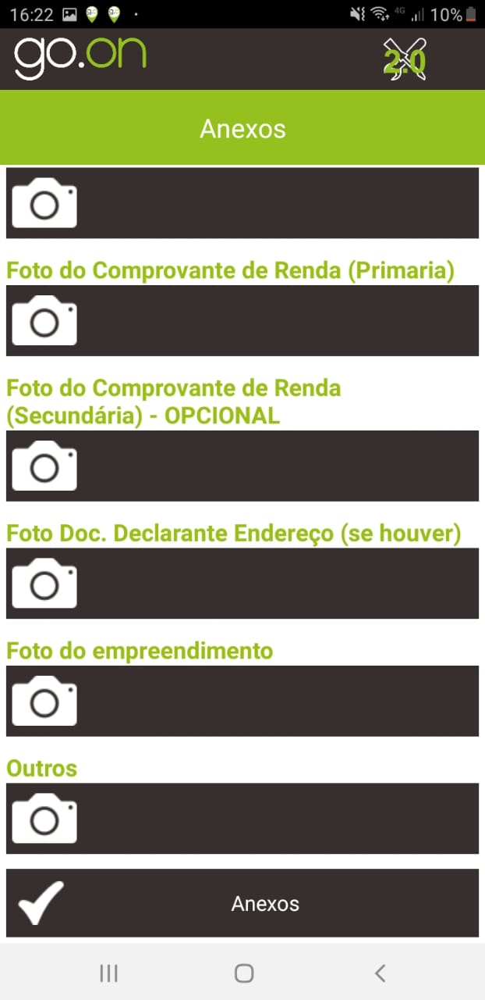 16:22
4G
10%
go.on
2.0
Anexos
Foto do Comprovante de Renda (Primaria)
Foto do Comprovante de Renda
(Secundária) - OPCIONAL
Foto Doc. Declarante Endereço (se houver)
Foto do empreendimento
Outros
Anexos